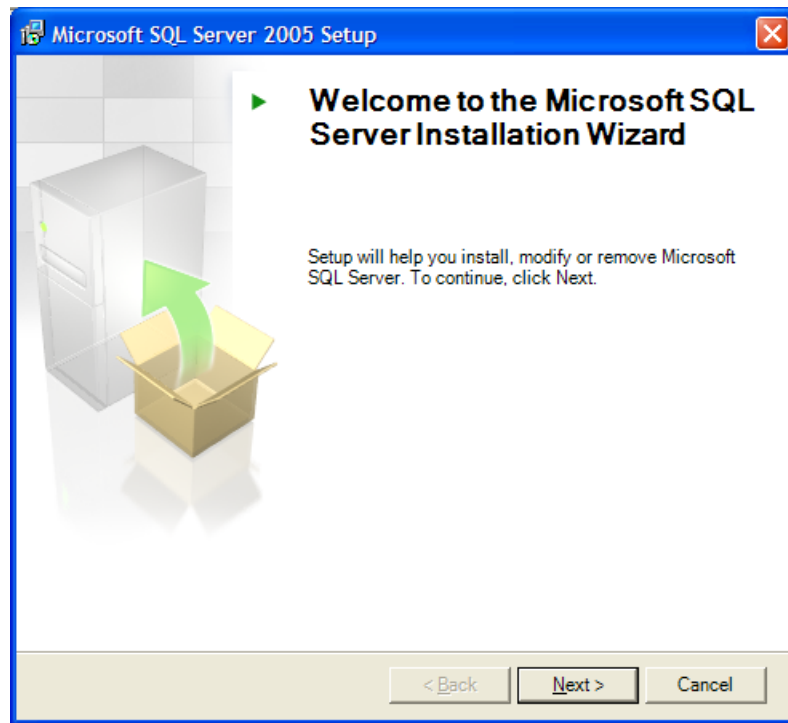 Microsoft SQL Server 2005 Setup
Welcome to the Microsoft SQL
Server Installation Wizard
Setup will help you install, modify or remove Microsoft
SQL Server. To continue, click Next.
< Back
Next >
Cancel